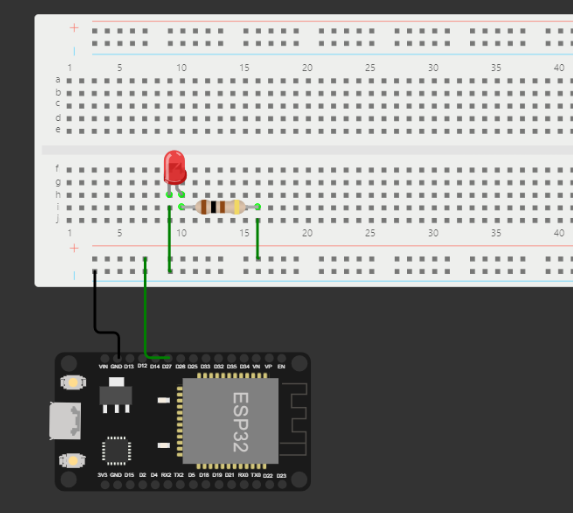 +
|
1 5 10 15 20 25 30 35 40
a
b
c
d
e
f
g
h
i
j
1 5 10 15 20 25 30 35 40
+
|
VIN GND D13 D12 D14 D27 D26 D25 D33 D32 D35 D34 VN VP EN
ESP32
3V3 GND D15 D2 D4 RX2 TX2 D5 D18 D19 D21 RX0 TX0 D22 D23